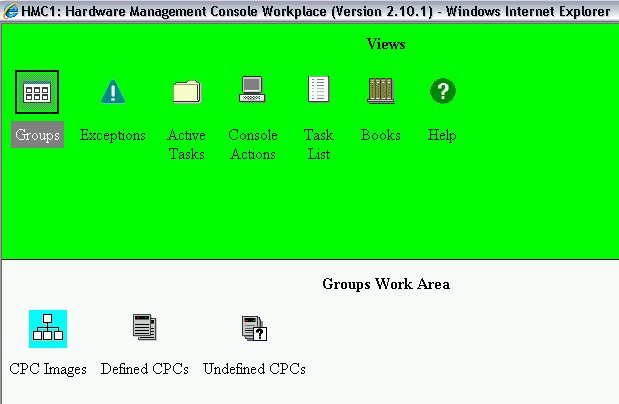 HMC1: Hardware Management Console Workplace (Version 2.10.1) - Windows Internet Explorer
Views
Groups Exceptions Active Tasks Console Actions Task List Books Help
Groups Work Area
CPC Images Defined CPCs Undefined CPCs